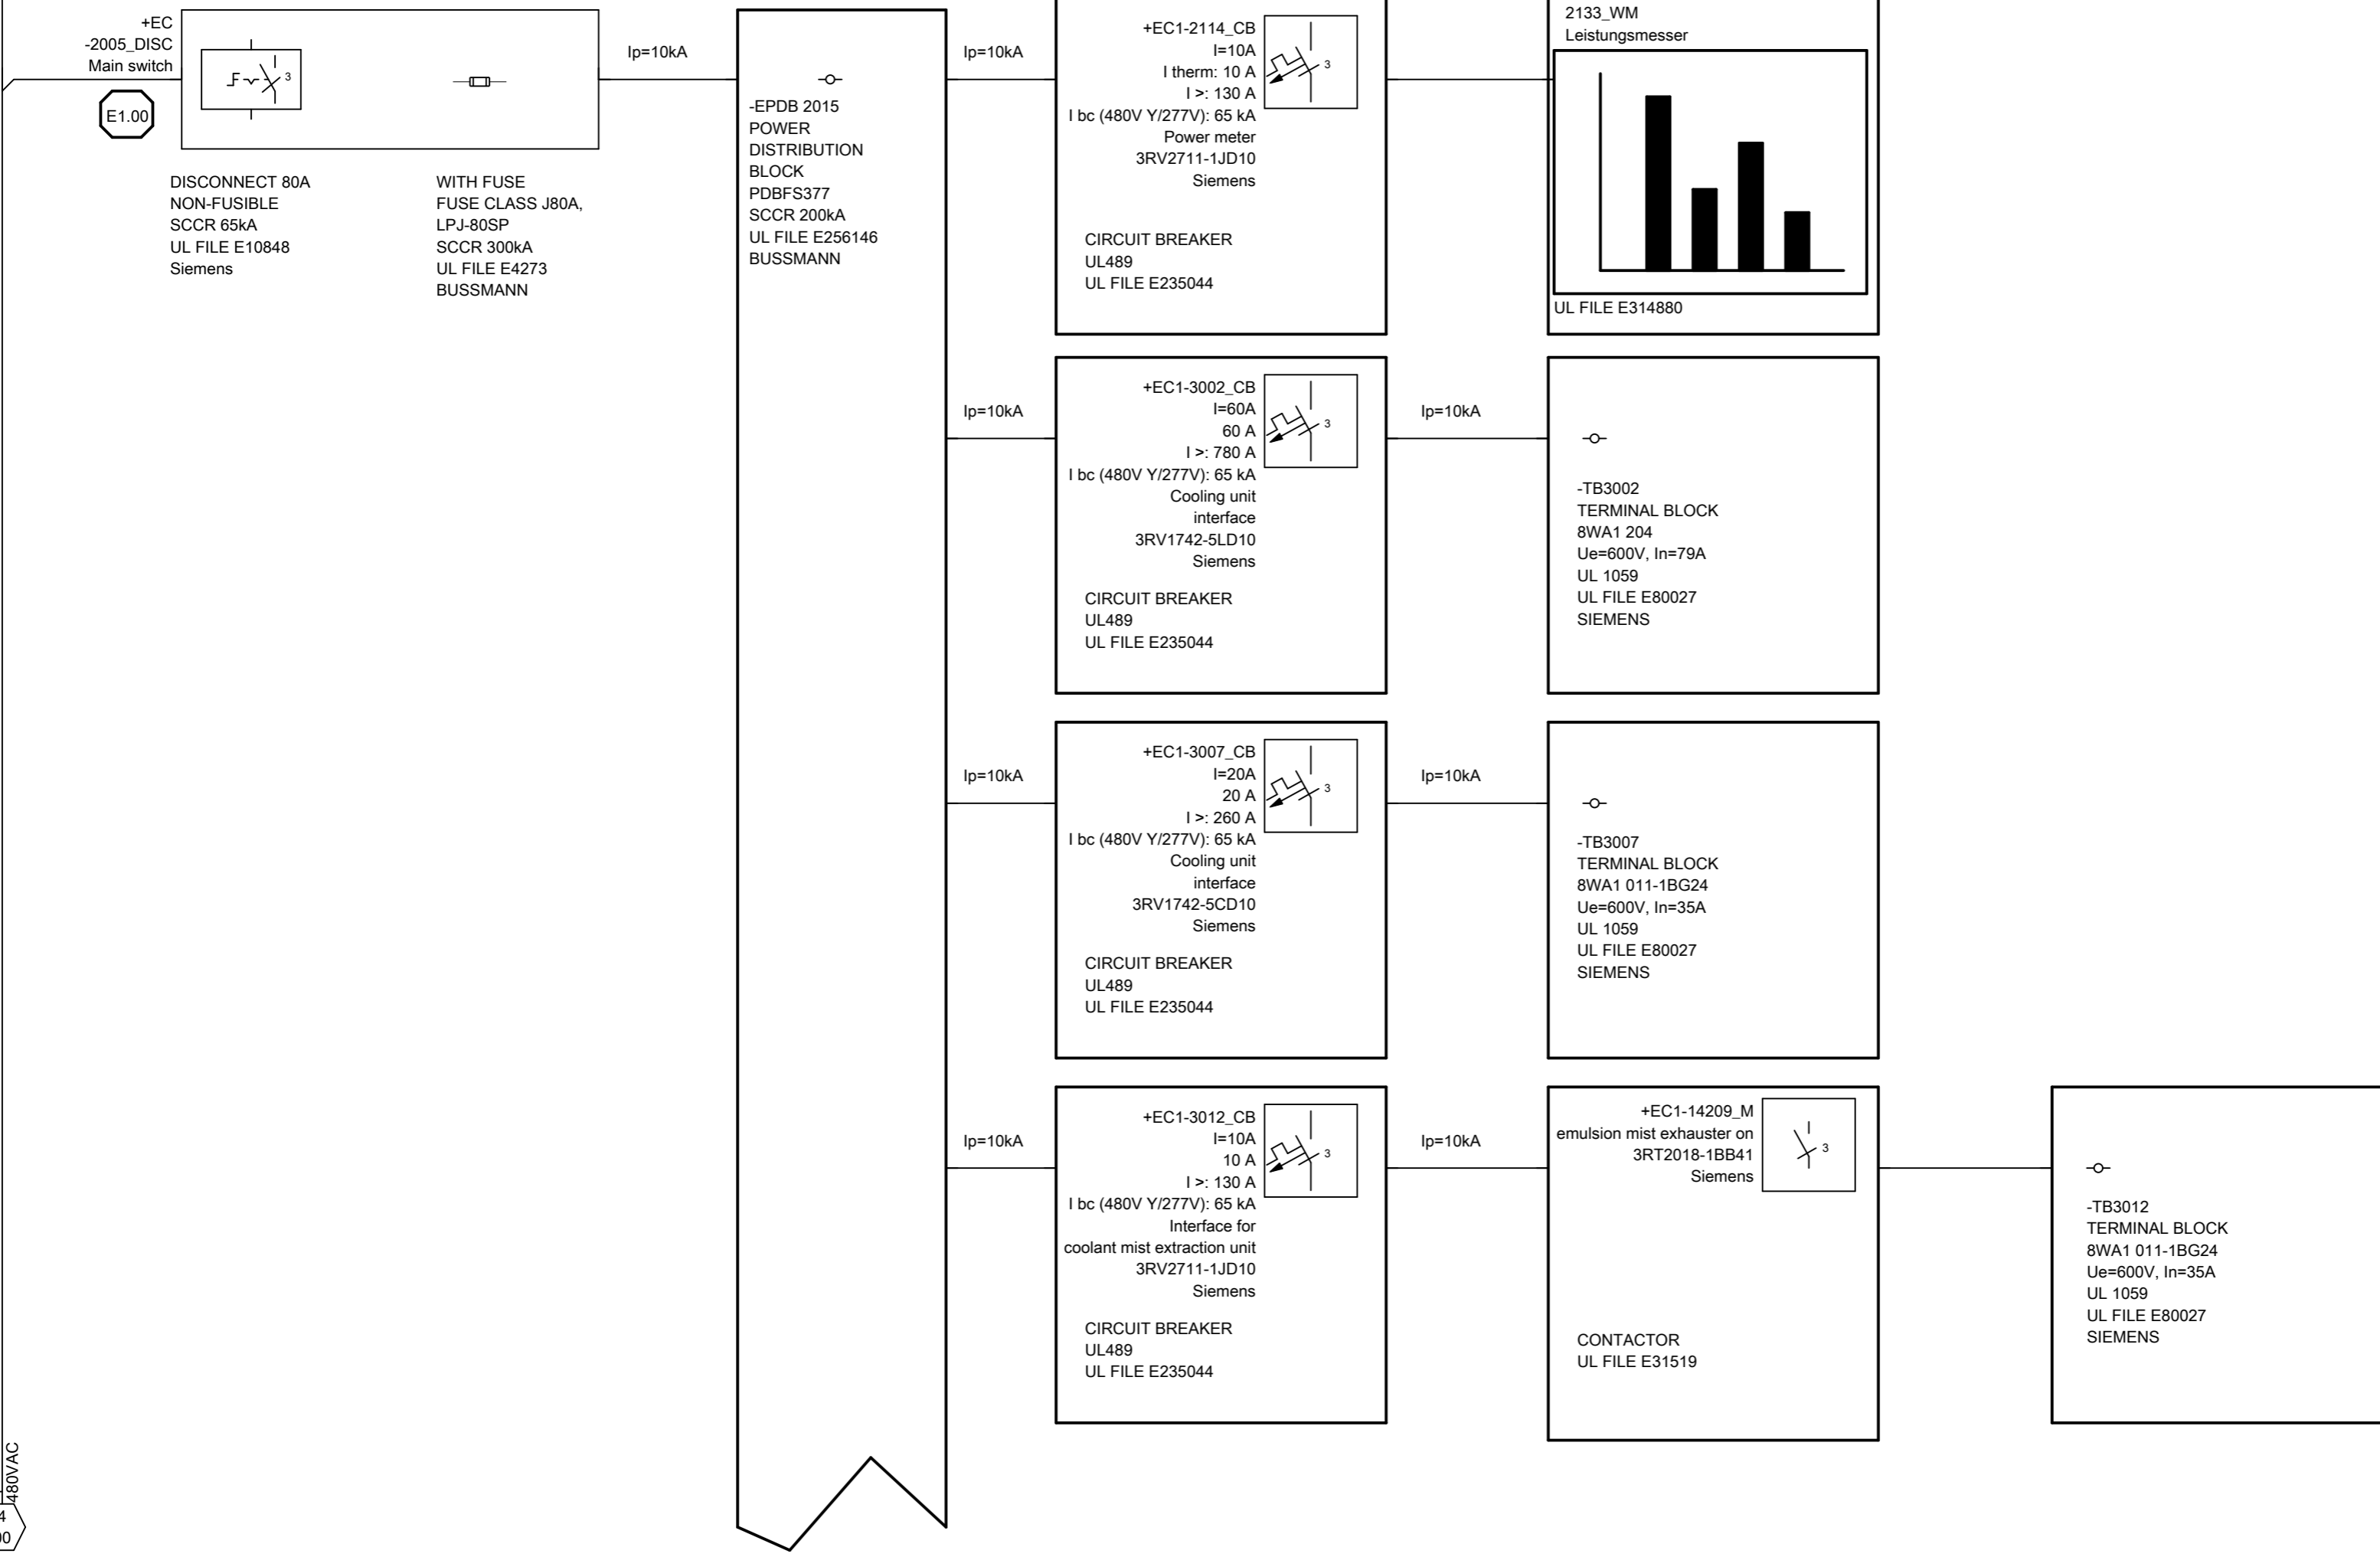 +EC
-2005_DISC
Main switch
E1.00
3
DISCONNECT 80A
NON-FUSIBLE
SCCR 65kA
UL FILE E10848
Siemens
WITH FUSE
FUSE CLASS J80A,
LPJ-80SP
SCCR 300kA
UL FILE E4273
BUSSMANN
Ip=10kA
-EPDB 2015
POWER
DISTRIBUTION
BLOCK
PDBFS377
SCCR 200kA
UL FILE E256146
BUSSMANN
Ip=10kA
+EC1-2114_CB
I=10A
I therm: 10 A
I >: 130 A
I bc (480V Y/277V): 65 kA
Power meter
3RV2711-1JD10
Siemens
3
CIRCUIT BREAKER
UL489
UL FILE E235044
2133_WM
Leistungsmesser
UL FILE E314880
Ip=10kA
+EC1-3002_CB
I=60A
60 A
I >: 780 A
I bc (480V Y/277V): 65 kA
Cooling unit
interface
3RV1742-5LD10
Siemens
3
CIRCUIT BREAKER
UL489
UL FILE E235044
Ip=10kA
-TB3002
TERMINAL BLOCK
8WA1 204
Ue=600V, In=79A
UL 1059
UL FILE E80027
SIEMENS
Ip=10kA
+EC1-3007_CB
I=20A
20 A
I >: 260 A
I bc (480V Y/277V): 65 kA
Cooling unit
interface
3RV1742-5CD10
Siemens
3
CIRCUIT BREAKER
UL489
UL FILE E235044
Ip=10kA
-TB3007
TERMINAL BLOCK
8WA1 011-1BG24
Ue=600V, In=35A
UL 1059
UL FILE E80027
SIEMENS
Ip=10kA
+EC1-3012_CB
I=10A
10 A
I >: 130 A
I bc (480V Y/277V): 65 kA
Interface for
coolant mist extraction unit
3RV2711-1JD10
Siemens
3
CIRCUIT BREAKER
UL489
UL FILE E235044
Ip=10kA
+EC1-14209_M
emulsion mist exhauster on
3RT2018-1BB41
Siemens
3
CONTACTOR
UL FILE E31519
-TB3012
TERMINAL BLOCK
8WA1 011-1BG24
Ue=600V, In=35A
UL 1059
UL FILE E80027
SIEMENS
480VAC